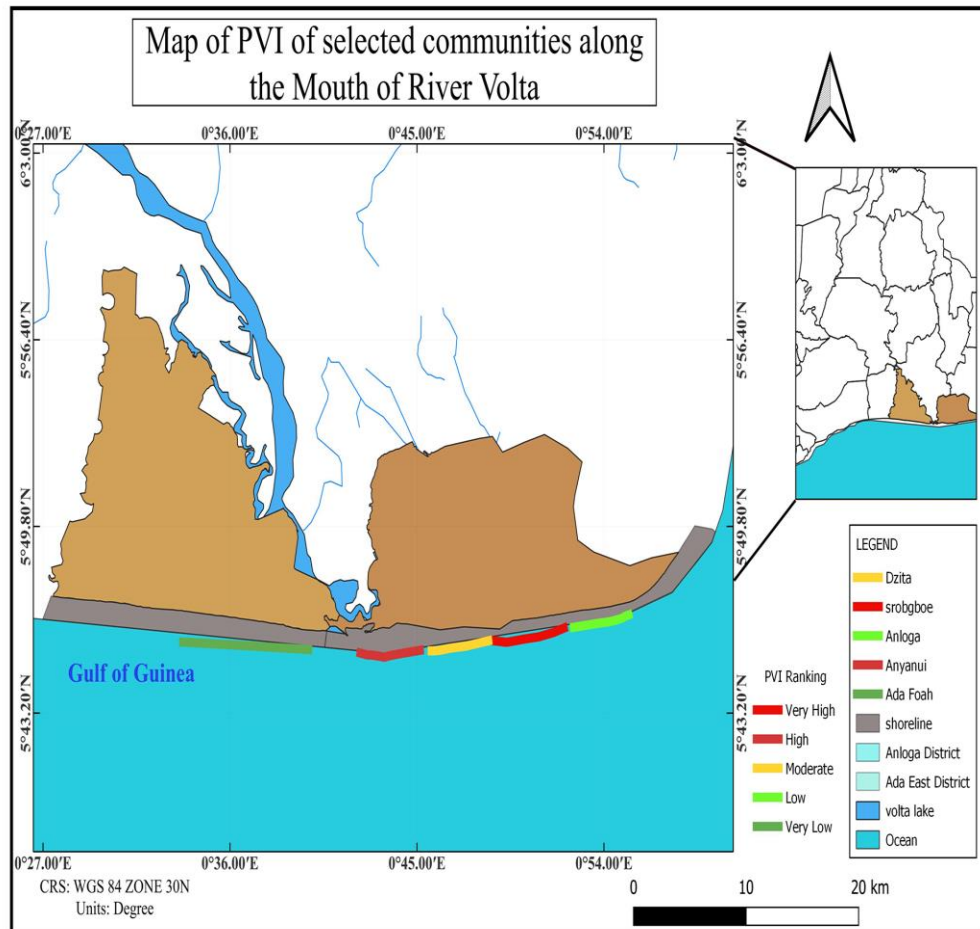 Map of PVI of selected communities along
the Mouth of River Volta
0°27.00′E
0°36.00′E
0°45.00′E
0°54.00′E
6°3.00′N
6°3.00′N
5°56.40′N
5°56.40′N
5°49.80′N
5°49.80′N
5°43.20′N
5°43.20′N
Gulf of Guinea
0°27.00′E
0°36.00′E
0°45.00′E
0°54.00′E
CRS: WGS 84 ZONE 30N
Units: Degree
PVI Ranking
Very High
High
Moderate
Low
Very Low
LEGEND
Dzita
srobgboe
Anloga
Anyanui
Ada Foah
shoreline
Anloga District
Ada East District
volta lake
Ocean
0 10 20 km